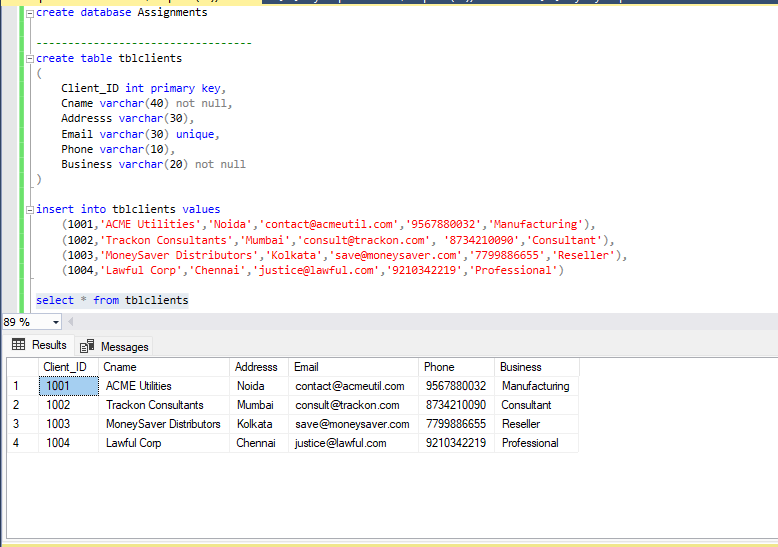 create database Assignments
---------------------------------
create table tblclients
(
Client_ID int primary key,
Cname varchar(40) not null,
Addresss varchar(30),
Email varchar(30) unique,
Phone varchar(10),
Business varchar(20) not null
)
insert into tblclients values
(1001,'ACME Utilities','Noida','contact@acmeutil.com','9567880032','Manufacturing'),
(1002,'Trackon Consultants','Mumbai','consult@trackon.com', '8734210090','Consultant'),
(1003,'MoneySaver Distributors','Kolkata','save@moneysaver.com','7799886655','Reseller'),
(1004,'Lawful Corp','Chennai','justice@lawful.com','9210342219','Professional')
select * from tblclients
89 %
Results Messages
Client_ID Cname Addresss Email Phone Business
1 1001 ACME Utilities Noida contact@acmeutil.com 9567880032 Manufacturing
2 1002 Trackon Consultants Mumbai consult@trackon.com 8734210090 Consultant
3 1003 MoneySaver Distributors Kolkata save@moneysaver.com 7799886655 Reseller
4 1004 Lawful Corp Chennai justice@lawful.com 9210342219 Professional